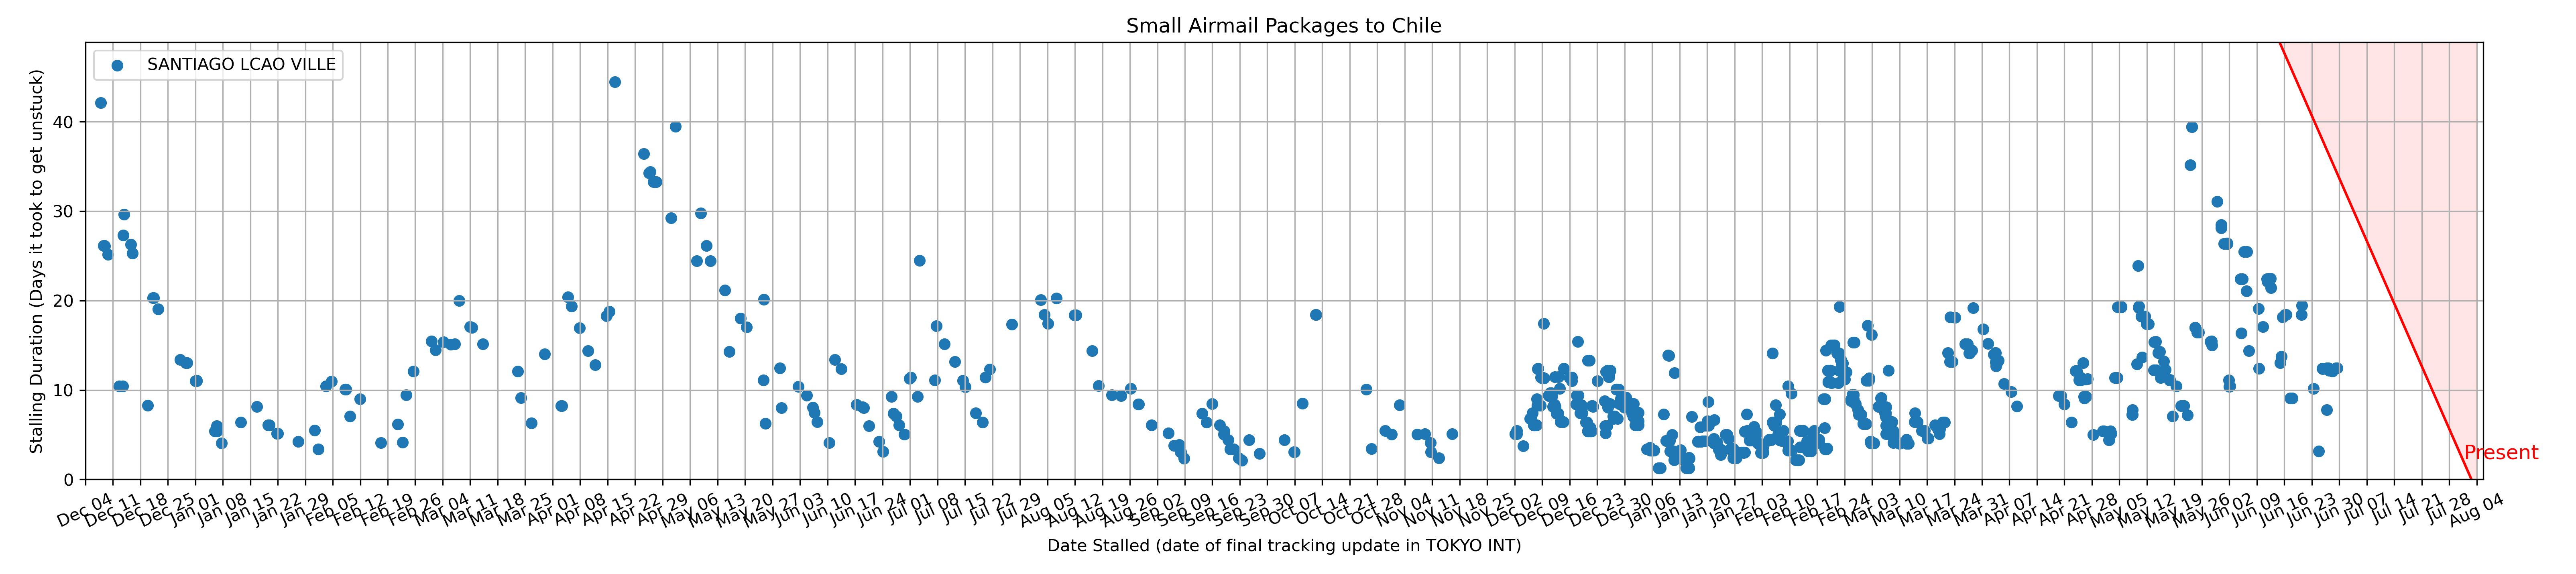 Small Airmail Packages to Chile
SANTIAGO LCAO VILLE
Stalling Duration (Days it took to get unstuck)
40
30
20
10
0
Present
Dec 04
Dec 11
Dec 18
Dec 25
Jan 01
Jan 08
Jan 15
Jan 22
Jan 29
Feb 05
Feb 12
Feb 19
Feb 26
Mar 04
Mar 11
Mar 18
Mar 25
Apr 01
Apr 08
Apr 15
Apr 22
Apr 29
May 06
May 13
May 20
May 27
Jun 03
Jun 10
Jun 17
Jun 24
Jul 01
Jul 08
Jul 15
Jul 22
Jul 29
Aug 05
Aug 12
Aug 19
Aug 26
Sep 02
Sep 09
Sep 16
Sep 23
Sep 30
Oct 07
Oct 14
Oct 21
Oct 28
Nov 04
Nov 11
Nov 18
Nov 25
Dec 02
Dec 09
Dec 16
Dec 23
Dec 30
Jan 06
Jan 13
Jan 20
Jan 27
Feb 03
Feb 10
Feb 17
Feb 24
Mar 03
Mar 10
Mar 17
Mar 24
Mar 31
Apr 07
Apr 14
Apr 21
Apr 28
May 05
May 12
May 19
May 26
Jun 02
Jun 09
Jun 16
Jun 23
Jun 30
Jul 07
Jul 14
Jul 21
Jul 28
Aug 04
Date Stalled (date of final tracking update in TOKYO INT)